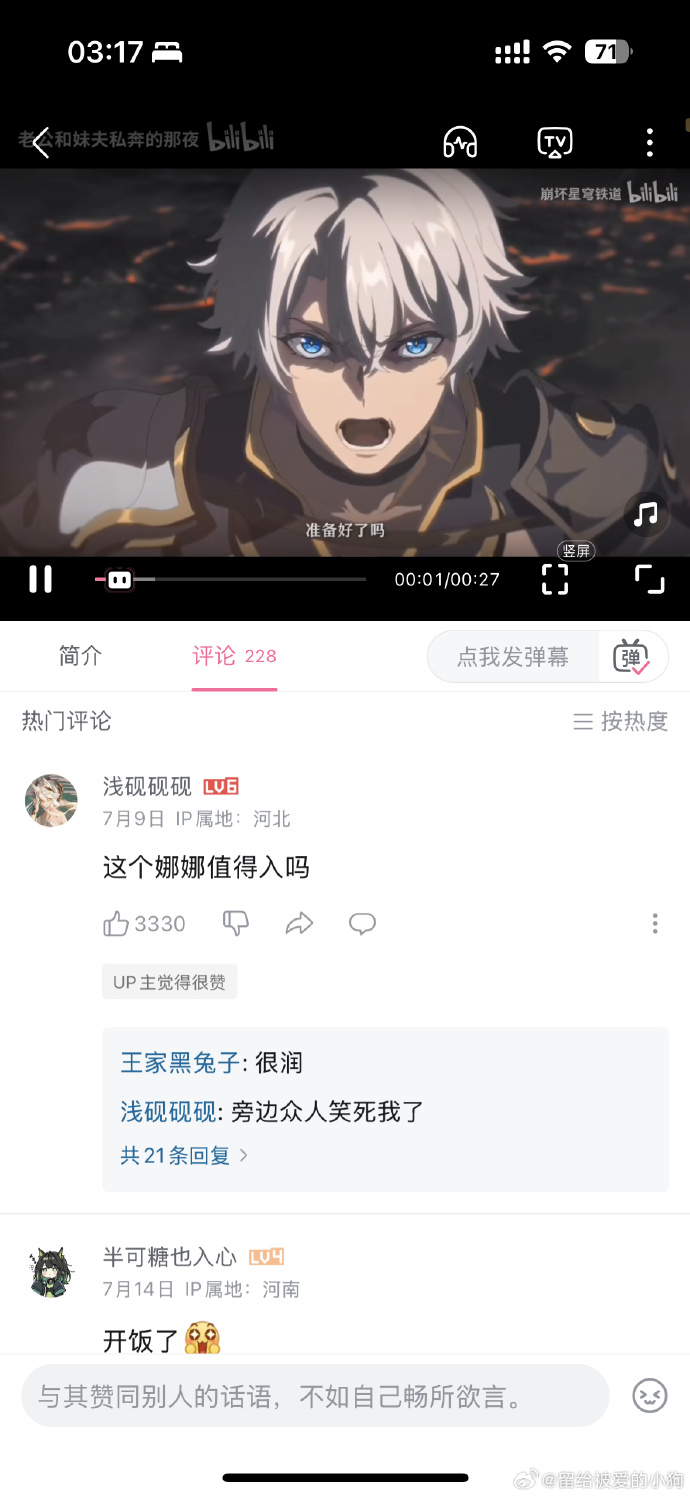 03:17
71
老公和妹夫私奔的那夜 bilibili
TV
崩坏星穹铁道 bilibili
准备好了吗
竖屏
00:01/00:27
简介
评论 228
点我发弹幕
弹
热门评论
按热度
浅砚砚砚 LV6
7月9日 IP属地：河北
这个娜娜值得入吗
3330
UP主觉得很赞
王家黑兔子: 很润
浅砚砚砚: 旁边众人笑死我了
共21条回复 >
半可糖也入心 LV4
7月14日 IP属地：河南
开饭了
与其赞同别人的话语，不如自己畅所欲言。
@留给被爱的小狗